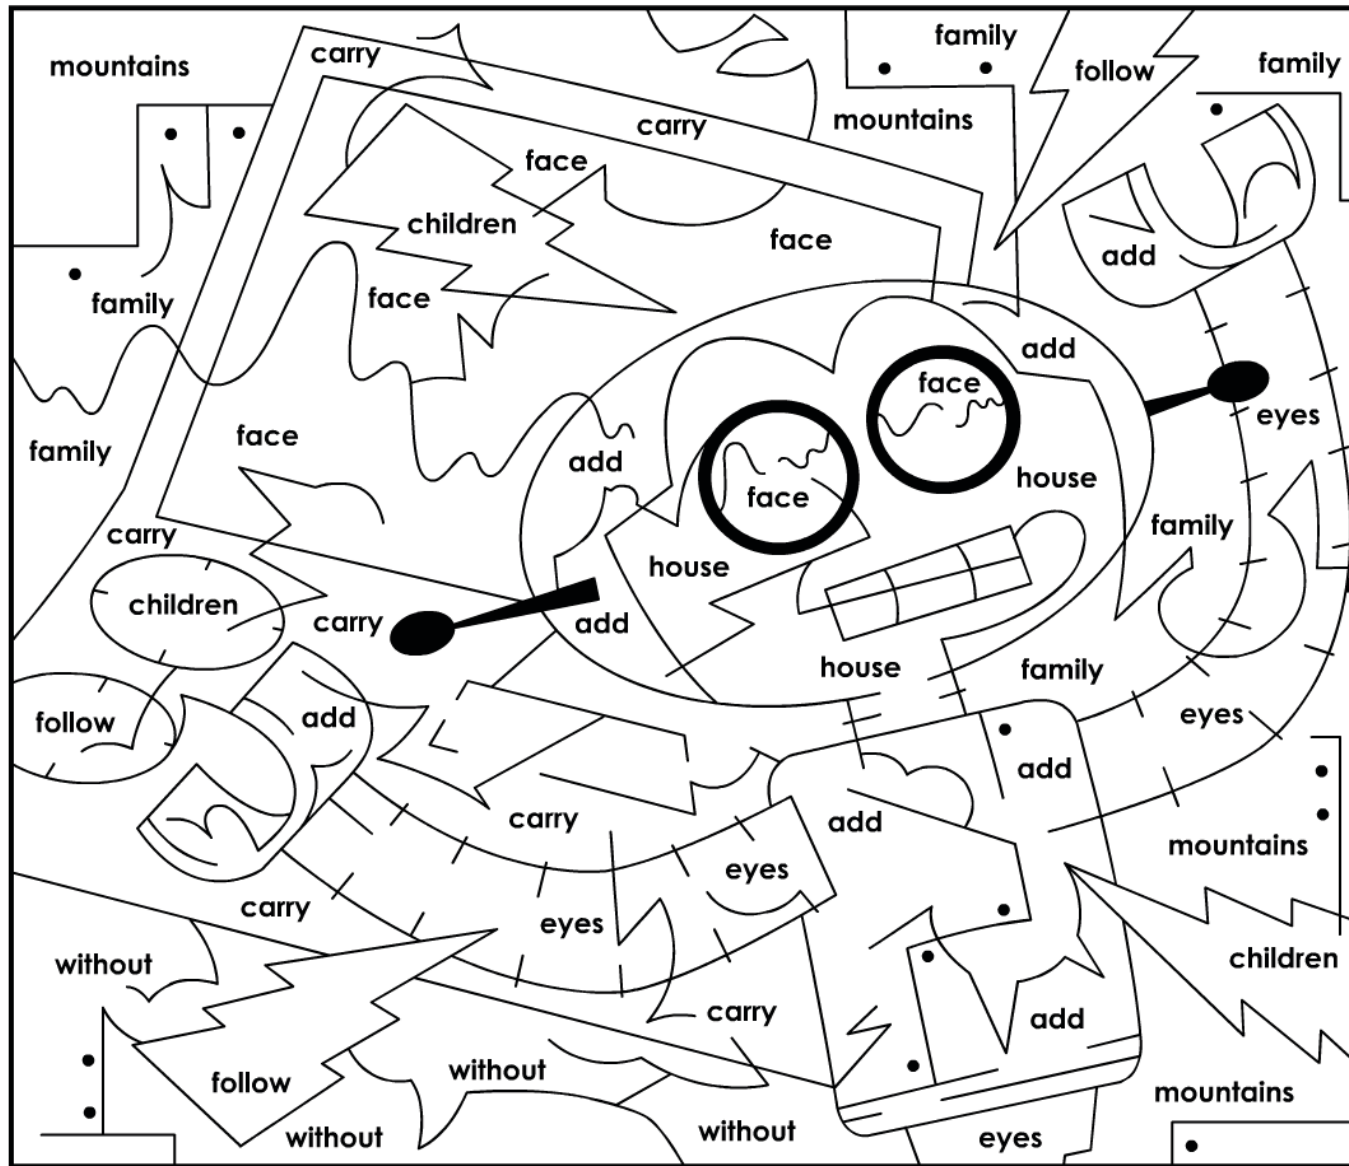 family
carry
mountains
family
follow
mountains
carry
face
children
face
add
face
family
add
face
eyes
face
family
add
house
face
family
carry
house
children
carry
add
house
family
add
follow
eyes
add
carry
add
mountains
eyes
carry
eyes
without
children
carry
add
without
follow
mountains
without
without
eyes